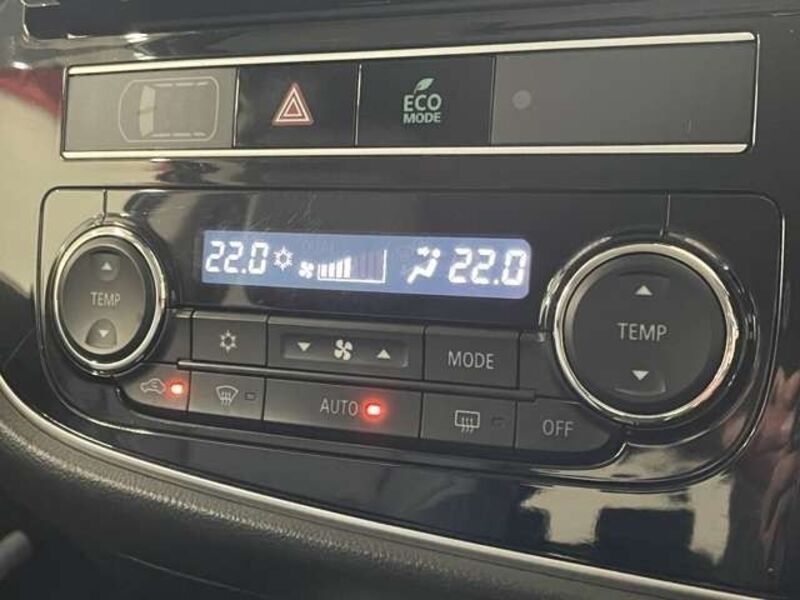 ECO
MODE
22.0 22.0
TEMP
TEMP
MODE
AUTO
OFF